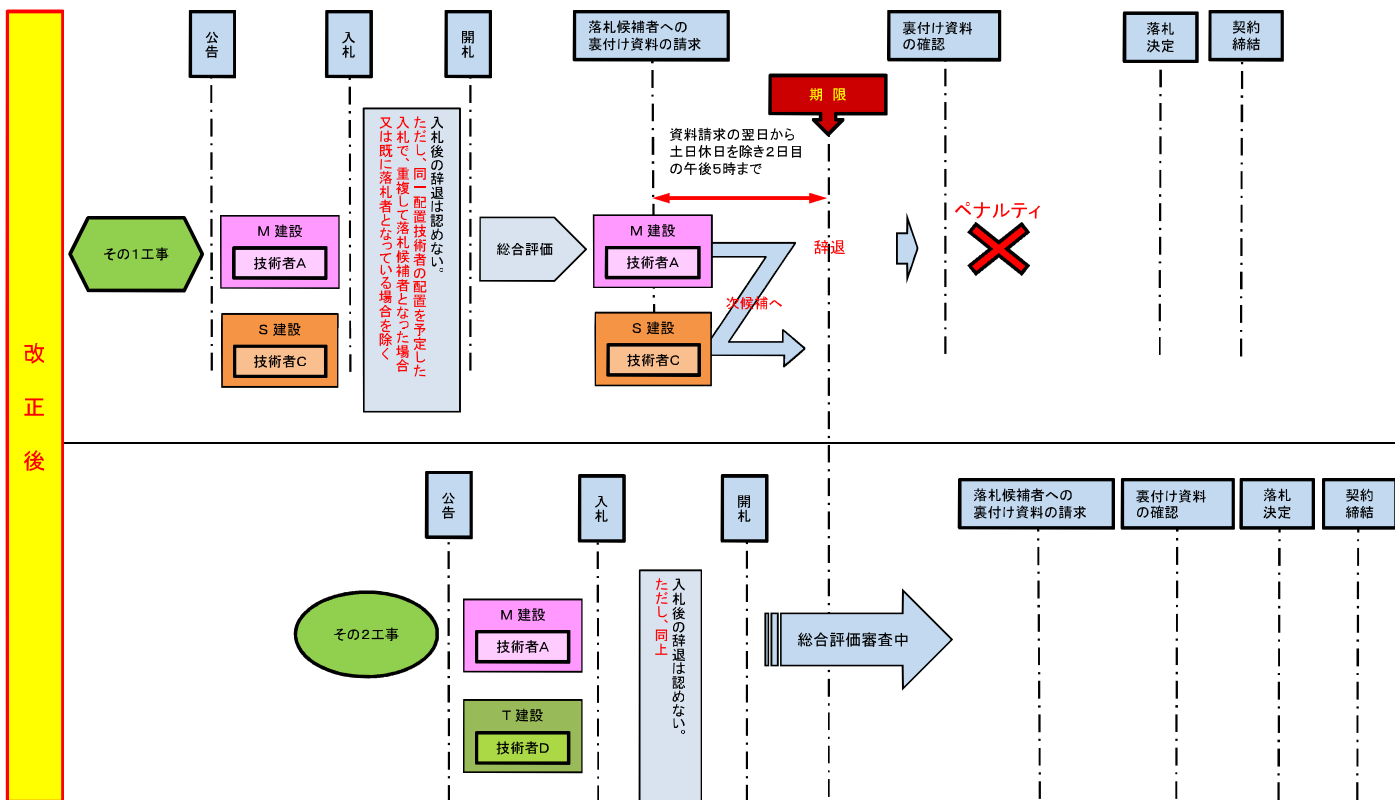 改正後
公告
入札
開札
落札候補者への
裏付け資料の請求
裏付け資料
の確認
落札
決定
契約
締結
期 限
資料請求の翌日から
土日休日を除き2日目
の午後5時まで
入札後の辞退は認めない。
ただし、同一配置技術者の配置を予定した
入札で、重複して落札候補者となった場合
又は既に落札者となっている場合を除く
その1工事
M 建設
技術者A
S 建設
技術者C
総合評価
M 建設
技術者A
S 建設
技術者C
辞退
次候補へ
ペナルティ
公告
入札
開札
落札候補者への
裏付け資料の請求
裏付け資料
の確認
落札
決定
契約
締結
その2工事
M 建設
技術者A
T 建設
技術者D
入札後の辞退は認めない。
ただし、同上
総合評価審査中